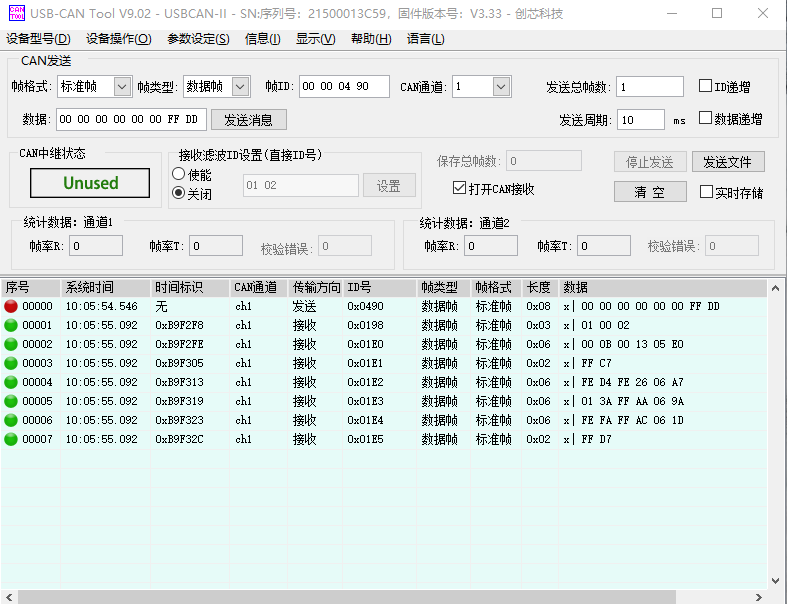 USB-CAN Tool V9.02 - USBCAN-II - SN:序列号: 21500013C59, 固件版本号: V3.33 - 创芯科技
设备型号(D) 设备操作(O) 参数设定(S) 信息(I) 显示(V) 帮助(H) 语言(L)
CAN发送
帧格式: 标准帧 帧类型: 数据帧 帧ID: 00 00 04 90 CAN通道: 1 发送总帧数: 1 ID递增
数据: 00 00 00 00 00 00 FF DD 发送消息 发送周期: 10 ms 数据递增
CAN中继状态
Unused
接收滤波ID设置(直接ID号)
使能
关闭
01 02 设置
保存总帧数: 0 停止发送 发送文件
打开CAN接收 清 空 实时存储
统计数据: 通道1
帧率R: 0 帧率T: 0 校验错误: 0
统计数据: 通道2
帧率R: 0 帧率T: 0 校验错误: 0
序号 系统时间 时间标识 CAN通道 传输方向 ID号 帧类型 帧格式 长度 数据
00000 10:05:54.546 无 ch1 发送 0x0490 数据帧 标准帧 0x08 x| 00 00 00 00 00 00 FF DD
00001 10:05:55.092 0xB9F2F8 ch1 接收 0x0198 数据帧 标准帧 0x03 x| 01 00 02
00002 10:05:55.092 0xB9F2FE ch1 接收 0x01E0 数据帧 标准帧 0x06 x| 00 0B 00 13 05 E0
00003 10:05:55.092 0xB9F305 ch1 接收 0x01E1 数据帧 标准帧 0x02 x| FF C7
00004 10:05:55.092 0xB9F313 ch1 接收 0x01E2 数据帧 标准帧 0x06 x| FE D4 FE 26 06 A7
00005 10:05:55.092 0xB9F319 ch1 接收 0x01E3 数据帧 标准帧 0x06 x| 01 3A FF AA 06 9A
00006 10:05:55.092 0xB9F323 ch1 接收 0x01E4 数据帧 标准帧 0x06 x| FE FA FF AC 06 1D
00007 10:05:55.092 0xB9F32C ch1 接收 0x01E5 数据帧 标准帧 0x02 x| FF D7